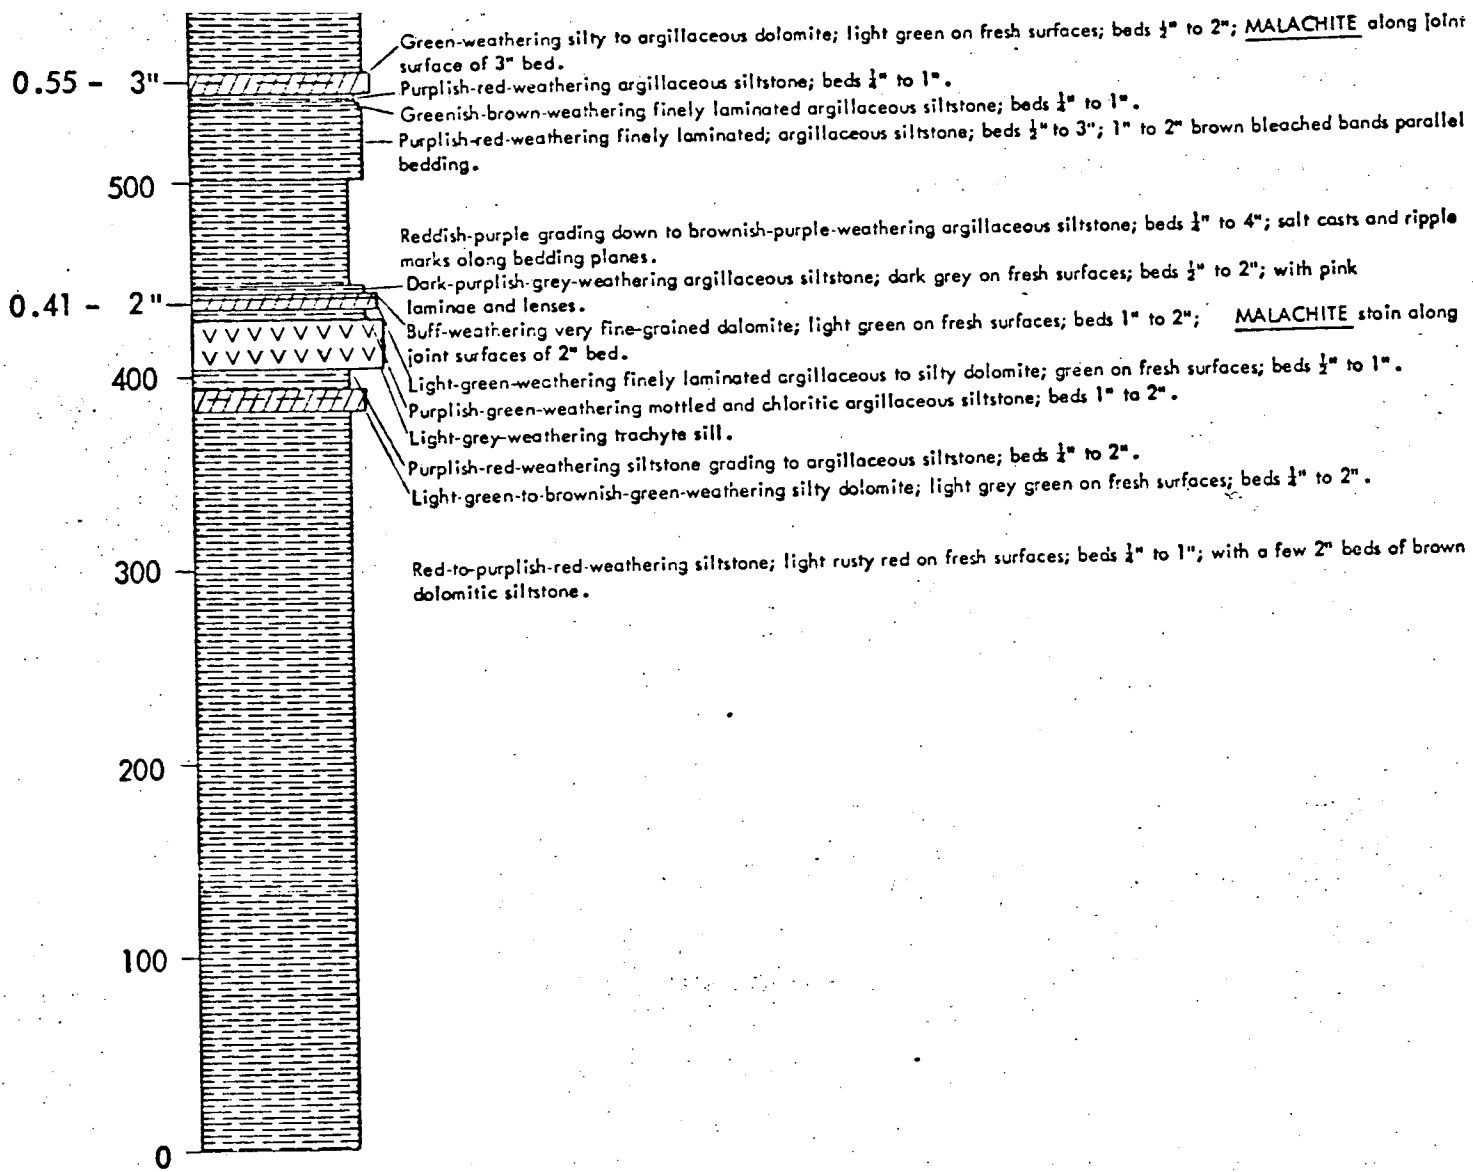 Green-weathering silty to argillaceous dolomite; light green on fresh surfaces; beds ½" to 2"; MALACHITE along joint
surface of 3" bed.
0.55 - 3"
Purplish-red-weathering argillaceous siltstone; beds ¼" to 1".
Greenish-brown-weathering finely laminated argillaceous siltstone; beds ¼" to 1".
Purplish-red-weathering finely laminated; argillaceous siltstone; beds ½" to 3"; 1" to 2" brown bleached bands parallel
bedding.
500
Reddish-purple grading down to brownish-purple-weathering argillaceous siltstone; beds ¼" to 4"; salt casts and ripple
marks along bedding planes.
Dark-purplish-grey-weathering argillaceous siltstone; dark grey on fresh surfaces; beds ½" to 2"; with pink
laminae and lenses.
0.41 - 2"
Buff-weathering very fine-grained dolomite; light green on fresh surfaces; beds 1" to 2"; MALACHITE stain along
joint surfaces of 2" bed.
400
Light-green-weathering finely laminated argillaceous to silty dolomite; green on fresh surfaces; beds ½" to 1".
Purplish-green-weathering mottled and chloritic argillaceous siltstone; beds 1" to 2".
Light-grey-weathering trachyte sill.
Purplish-red-weathering siltstone grading to argillaceous siltstone; beds ¼" to 2".
Light-green-to-brownish-green-weathering silty dolomite; light grey green on fresh surfaces; beds ¼" to 2".
300
Red-to-purplish-red-weathering siltstone; light rusty red on fresh surfaces; beds ¼" to 1"; with a few 2" beds of brown
dolomitic siltstone.
200
100
0